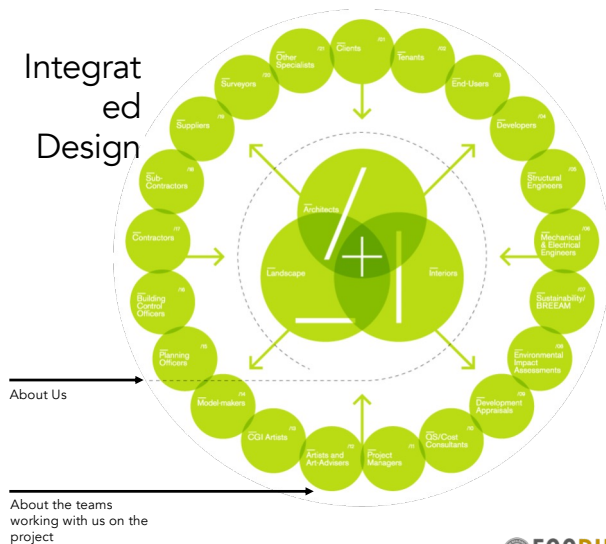 Integrat
ed
Design
Clients
Tenants
End-Users
Developers
Structural
Engineers
Mechanical
& Electrical
Engineers
Sustainability/
BREEAM
Environmental
Impact
Assessments
Development
Appraisals
QS/Cost
Consultants
Project
Managers
Artists and
Art-Advisers
CGI Artists
Model-makers
Planning
Officers
Building
Control
Officers
Contractors
Sub-
Contractors
Suppliers
Surveyors
Other
Specialists
Architects
Landscape
Interiors
About Us
About the teams
working with us on the
project